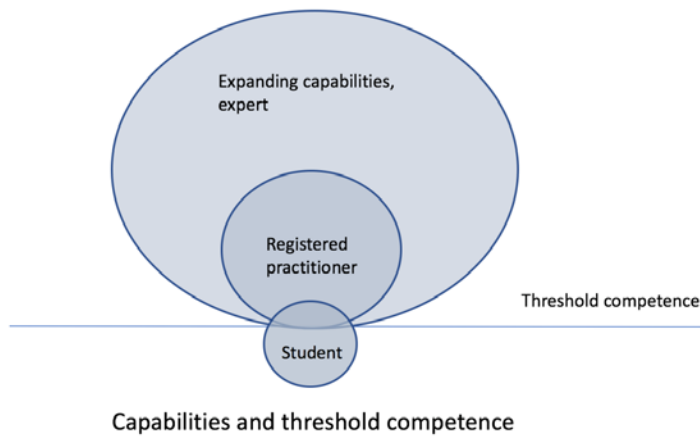 Expanding capabilities,
expert
Registered
practitioner
Threshold competence
Student
Capabilities and threshold competence